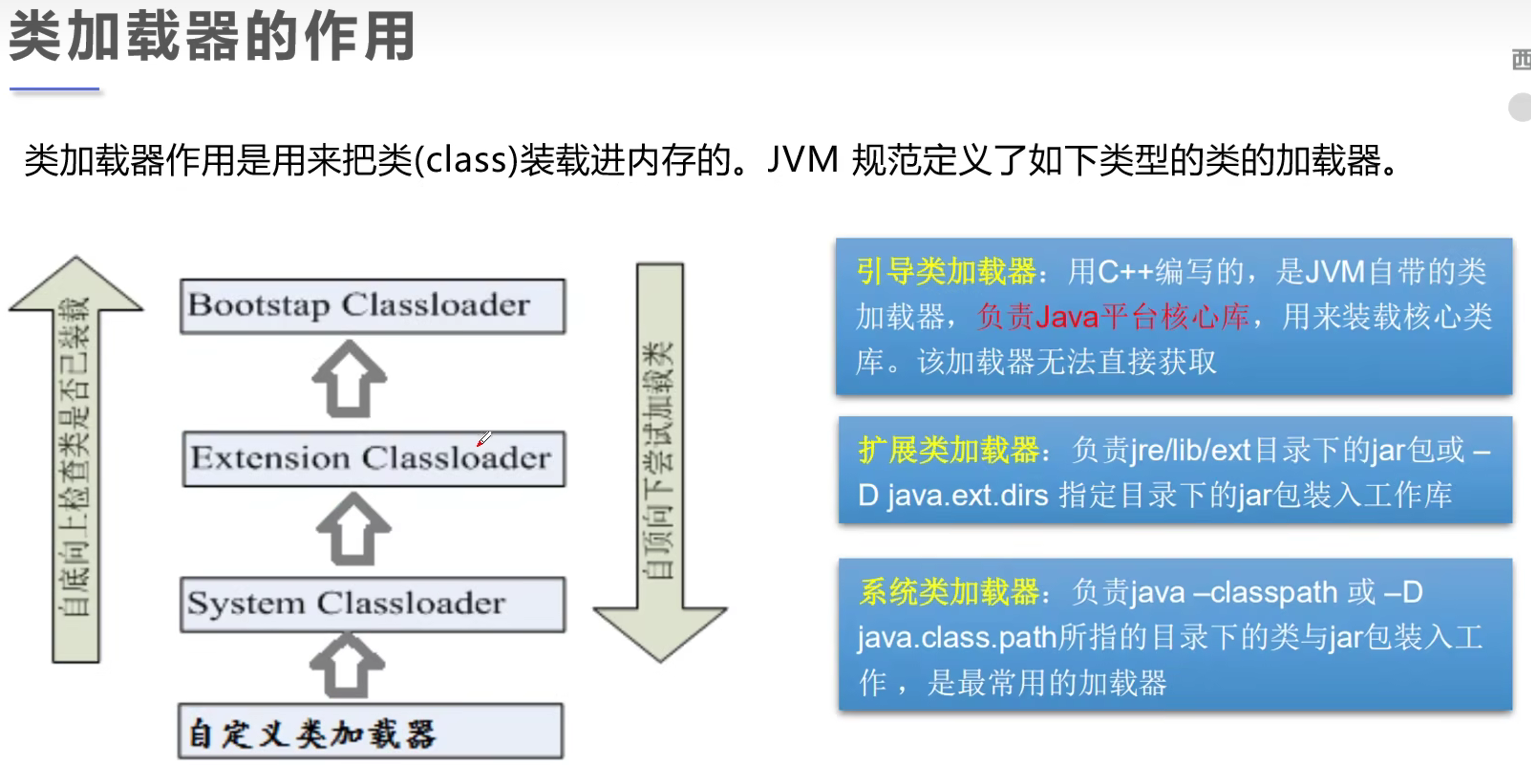 类加载器的作用
西
类加载器作用是用来把类(class)装载进内存的。JVM 规范定义了如下类型的类的加载器。
自底向上检查类是否已装载
Bootstap Classloader
Extension Classloader
System Classloader
自定义类加载器
自顶向下尝试加载类
引导类加载器：用C++编写的，是JVM自带的类
加载器，负责Java平台核心库，用来装载核心类
库。该加载器无法直接获取
扩展类加载器：负责jre/lib/ext目录下的jar包或 –
D java.ext.dirs 指定目录下的jar包装入工作库
系统类加载器：负责java –classpath 或 –D
java.class.path所指的目录下的类与jar包装入工
作 ，是最常用的加载器